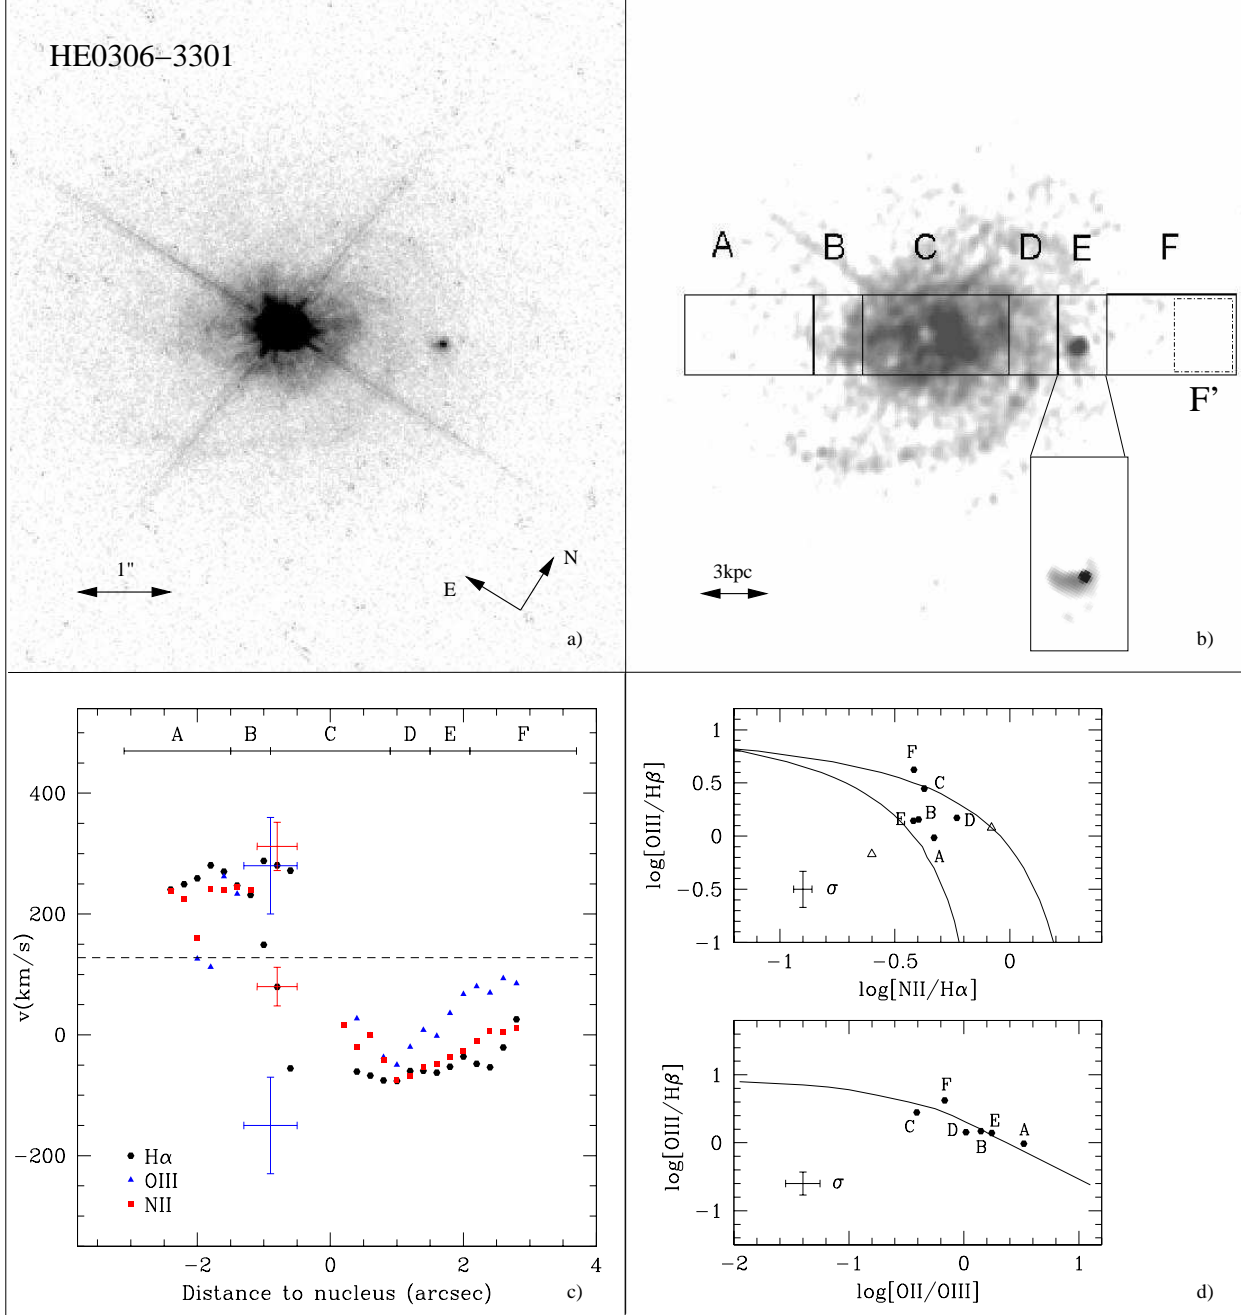 HE0306−3301
1"
E
N
a)
A B C D E F
F'
3kpc
b)
A B C D E F
400
200
0
−200
v(km/s)
Hα
OIII
NII
−2 0 2 4
Distance to nucleus (arcsec)
c)
1
0.5
0
−0.5
−1
log[OIII/Hβ]
F
C
E B D
A
σ
−1 −0.5 0
log[NII/Hα]
1
0
−1
log[OIII/Hβ]
F
C D B E A
σ
−2 −1 0 1
log[OII/OIII]
d)